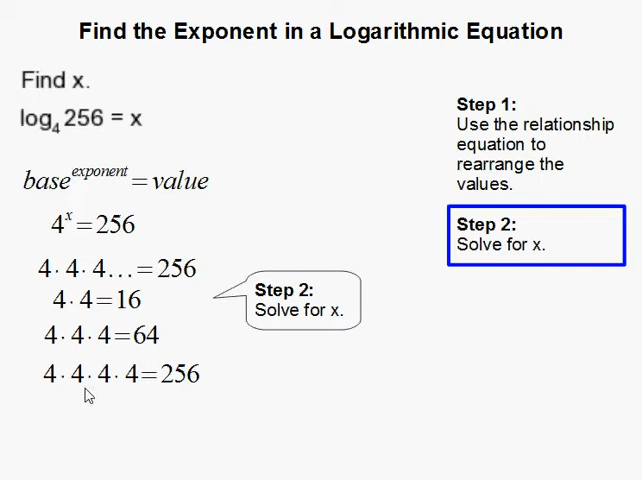 Find the Exponent in a Logarithmic Equation
Find x.
log₄ 256 = x
base^exponent = value
4^x = 256
4 · 4 · 4 … = 256
4 · 4 = 16
4 · 4 · 4 = 64
4 · 4 · 4 · 4 = 256
Step 2:
Solve for x.
Step 1:
Use the relationship
equation to
rearrange the
values.
Step 2:
Solve for x.